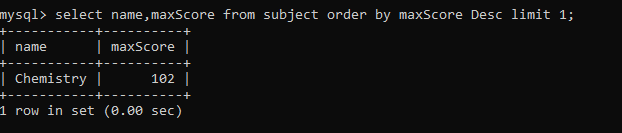 mysql> select name,maxScore from subject order by maxScore Desc limit 1;
+-----------+----------+
| name      | maxScore |
+-----------+----------+
| Chemistry |      102 |
+-----------+----------+
1 row in set (0.00 sec)